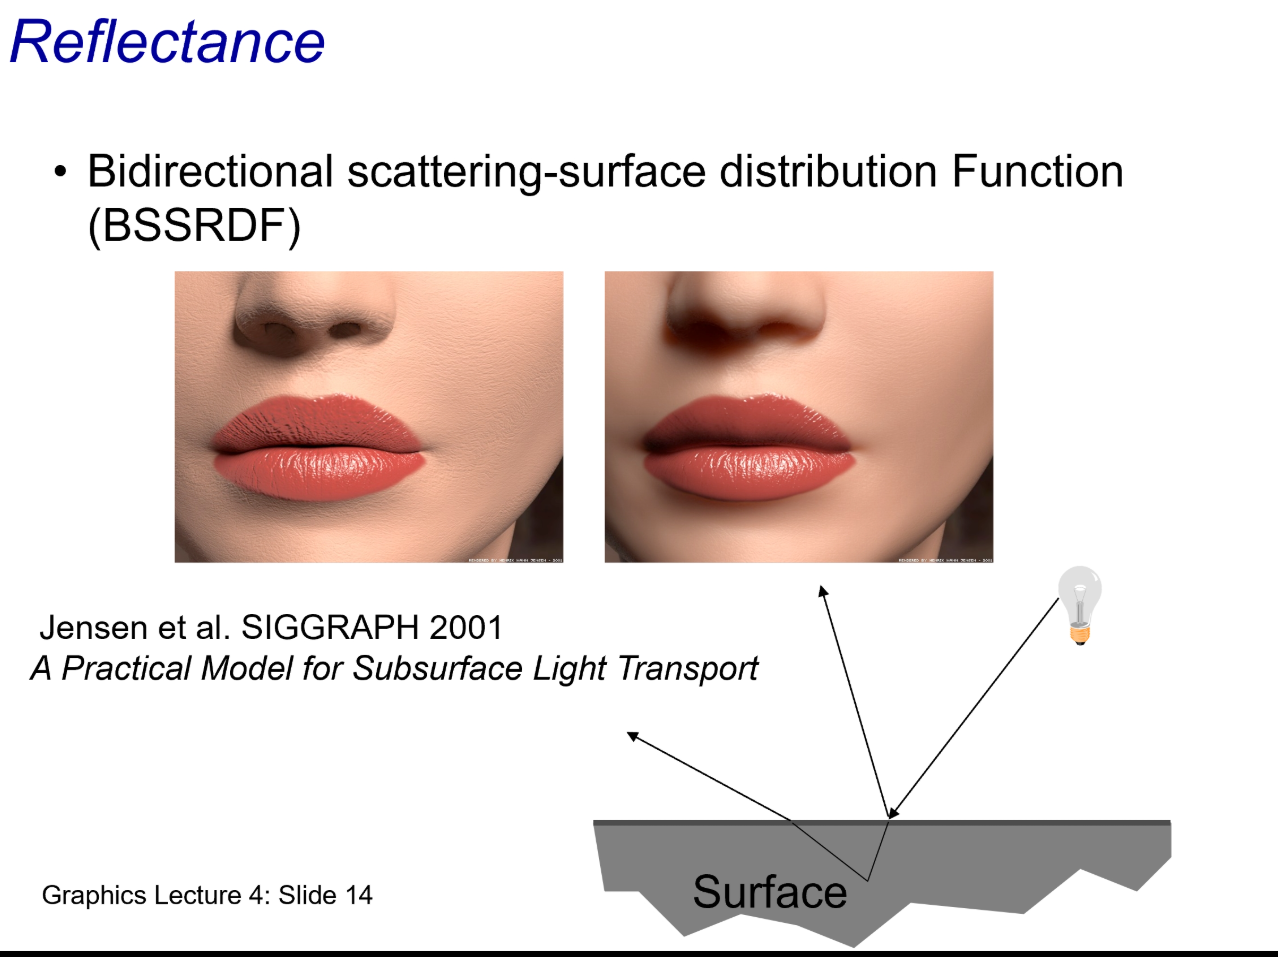 Reflectance
• Bidirectional scattering-surface distribution Function
(BSSRDF)
RENDERED BY HENRIK WANN JENSEN - 2001
RENDERED BY HENRIK WANN JENSEN - 2001
Jensen et al. SIGGRAPH 2001
A Practical Model for Subsurface Light Transport
Surface
Graphics Lecture 4: Slide 14